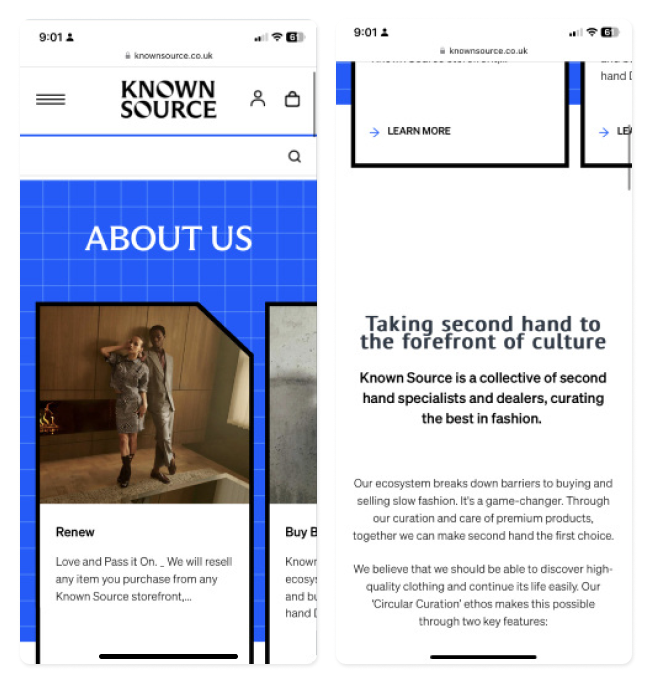 9:01
6
knownsource.co.uk
KNOWN
SOURCE
ABOUT US
Renew
Love and Pass it On. _ We will resell
any item you purchase from any
Known Source storefront,...
Buy B
Known
ecosys
and bu
hand D
9:01
6
knownsource.co.uk
Known Source storefront,...
hand D
LEARN MORE
LEA
Taking second hand to
the forefront of culture
Known Source is a collective of second
hand specialists and dealers, curating
the best in fashion.
Our ecosystem breaks down barriers to buying and
selling slow fashion. It's a game-changer. Through
our curation and care of premium products,
together we can make second hand the first choice.
We believe that we should be able to discover high-
quality clothing and continue its life easily. Our
'Circular Curation' ethos makes this possible
through two key features: